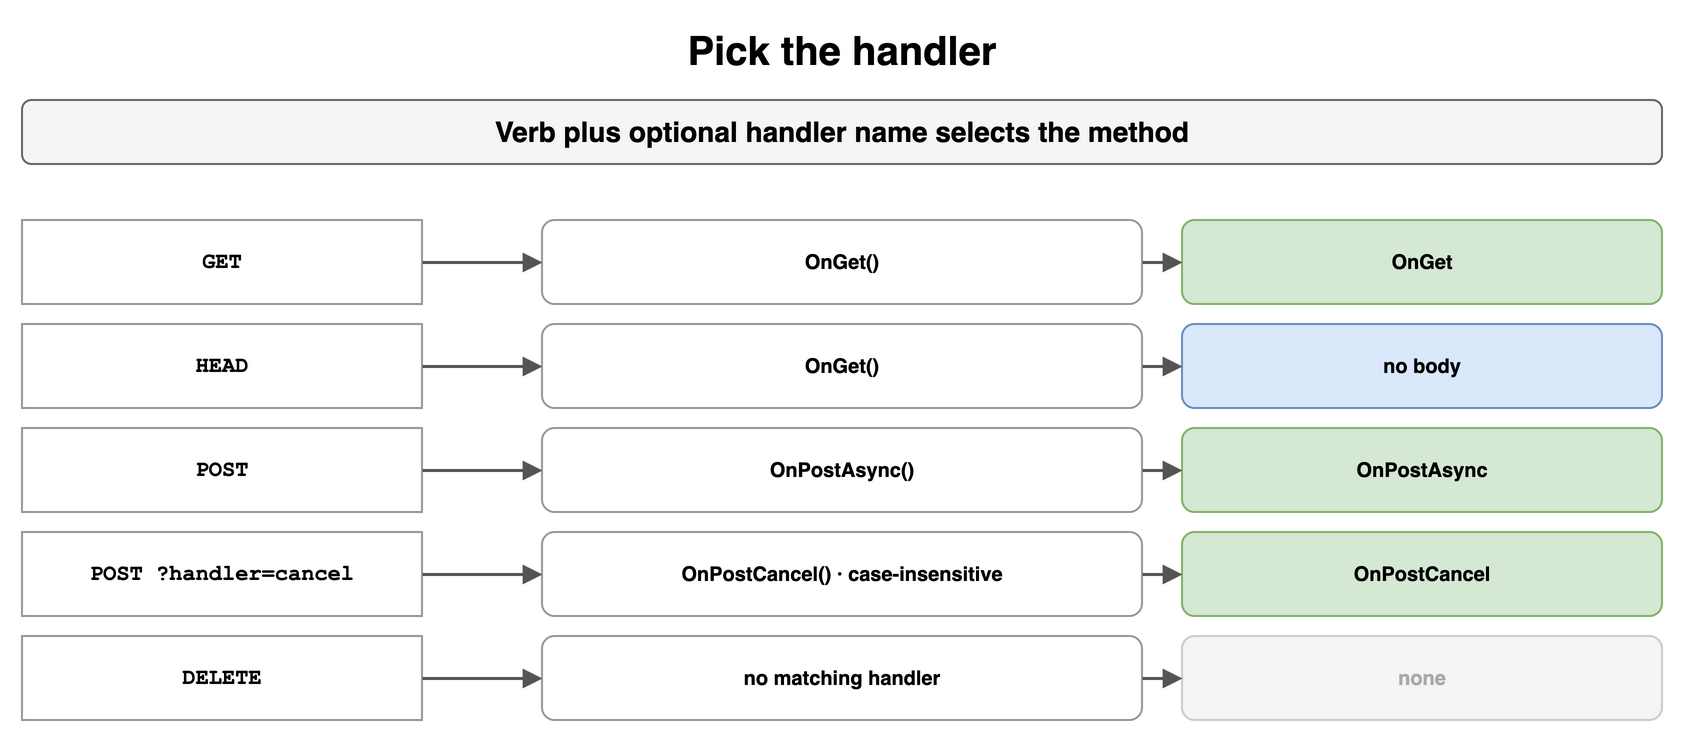 Pick the handler
Verb plus optional handler name selects the method
GET
OnGet()
OnGet
HEAD
OnGet()
no body
POST
OnPostAsync()
OnPostAsync
POST ?handler=cancel
OnPostCancel() · case-insensitive
OnPostCancel
DELETE
no matching handler
none